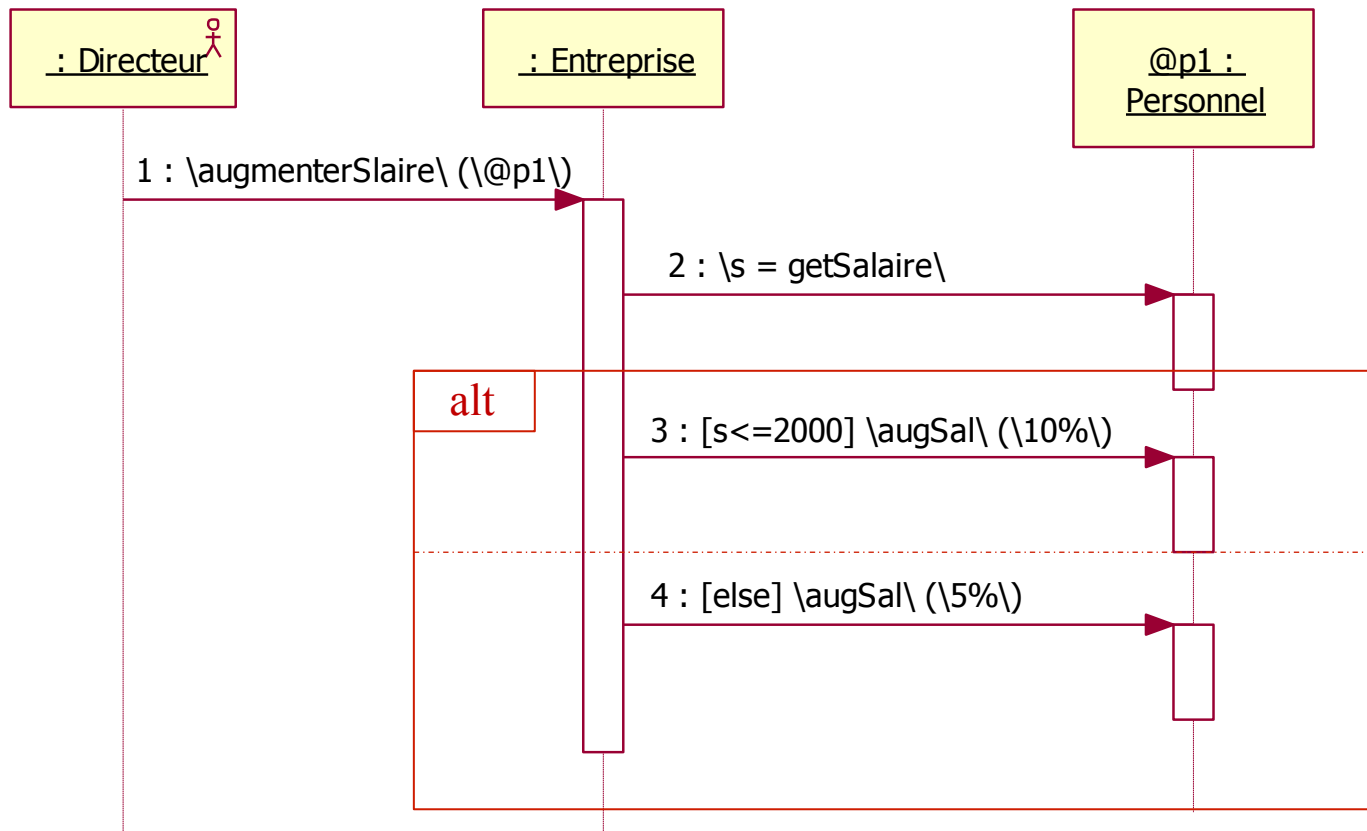 : Directeur
: Entreprise
@p1 :
Personnel
1 : \augmenterSlaire\ (\@p1\)
2 : \s = getSalaire\
alt
3 : [s<=2000] \augSal\ (\10%\)
4 : [else] \augSal\ (\5%\)